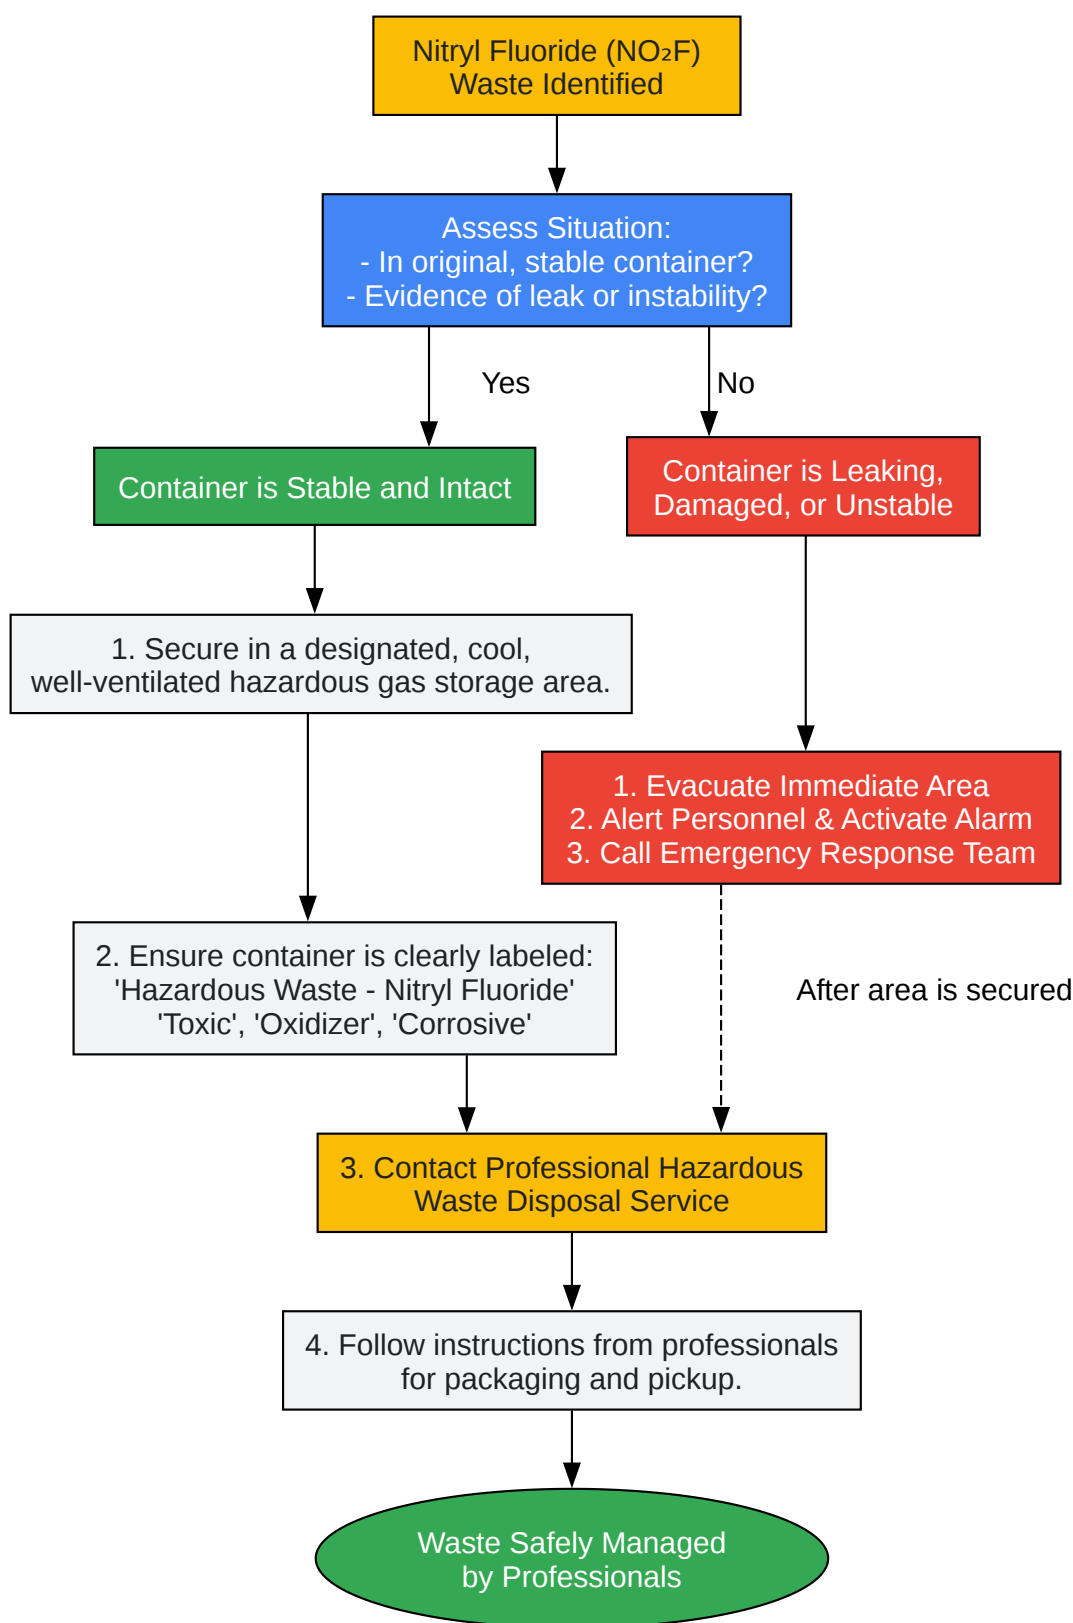 Nitryl Fluoride (NO₂F)
Waste Identified
Assess Situation:
- In original, stable container?
- Evidence of leak or instability?
Yes
No
Container is Stable and Intact
Container is Leaking,
Damaged, or Unstable
1. Secure in a designated, cool,
well-ventilated hazardous gas storage area.
1. Evacuate Immediate Area
2. Alert Personnel & Activate Alarm
3. Call Emergency Response Team
2. Ensure container is clearly labeled:
'Hazardous Waste - Nitryl Fluoride'
'Toxic', 'Oxidizer', 'Corrosive'
After area is secured
3. Contact Professional Hazardous
Waste Disposal Service
4. Follow instructions from professionals
for packaging and pickup.
Waste Safely Managed
by Professionals